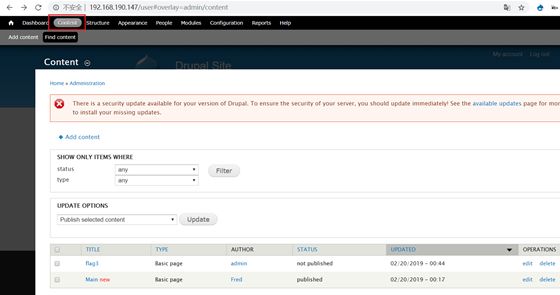 不安全 | 192.168.190.147/user#overlay=admin/content
Dashboard Content Structure Appearance People Modules Configuration Reports Help
Add content Find content
My account Log out
Drupal Site
Content
Home » Administration
There is a security update available for your version of Drupal. To ensure the security of your server, you should update immediately! See the available updates page for mor
to install your missing updates.
Add content
SHOW ONLY ITEMS WHERE
status any
type any
Filter
UPDATE OPTIONS
Publish selected content Update
TITLE TYPE AUTHOR STATUS UPDATED OPERATIONS
flag3 Basic page admin not published 02/20/2019 - 00:44 edit delete
Main new Basic page Fred published 02/20/2019 - 00:17 edit delete